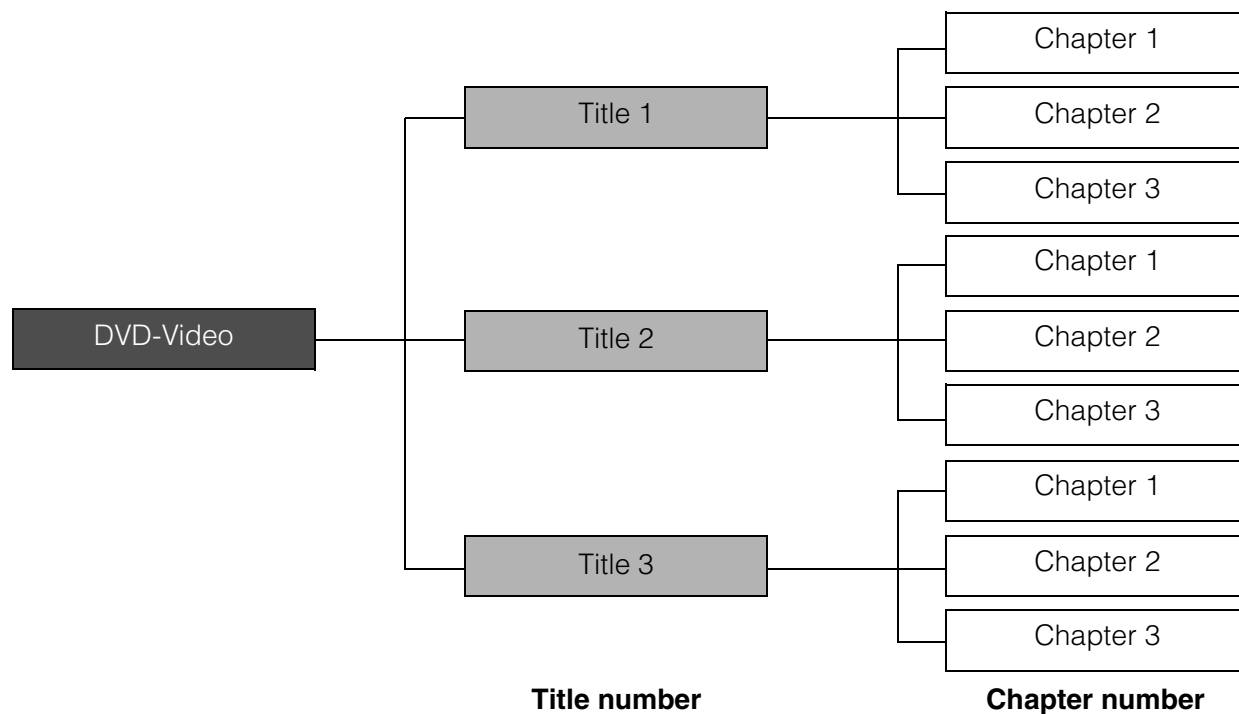 Chapter 1
Title 1
Chapter 2
Chapter 3
Chapter 1
DVD-Video
Title 2
Chapter 2
Chapter 3
Chapter 1
Title 3
Chapter 2
Chapter 3
Title number
Chapter number